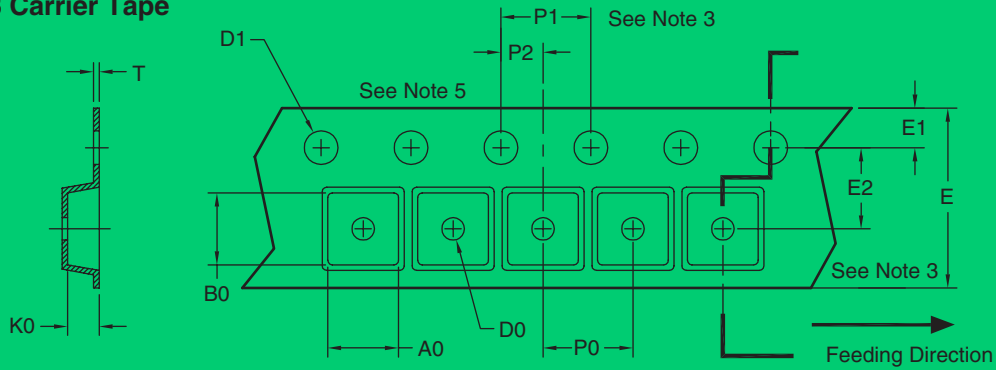 Carrier Tape
P1
See Note 3
D1
P2
T
See Note 5
E1
E2
E
B0
See Note 3
K0
D0
A0
P0
Feeding Direction